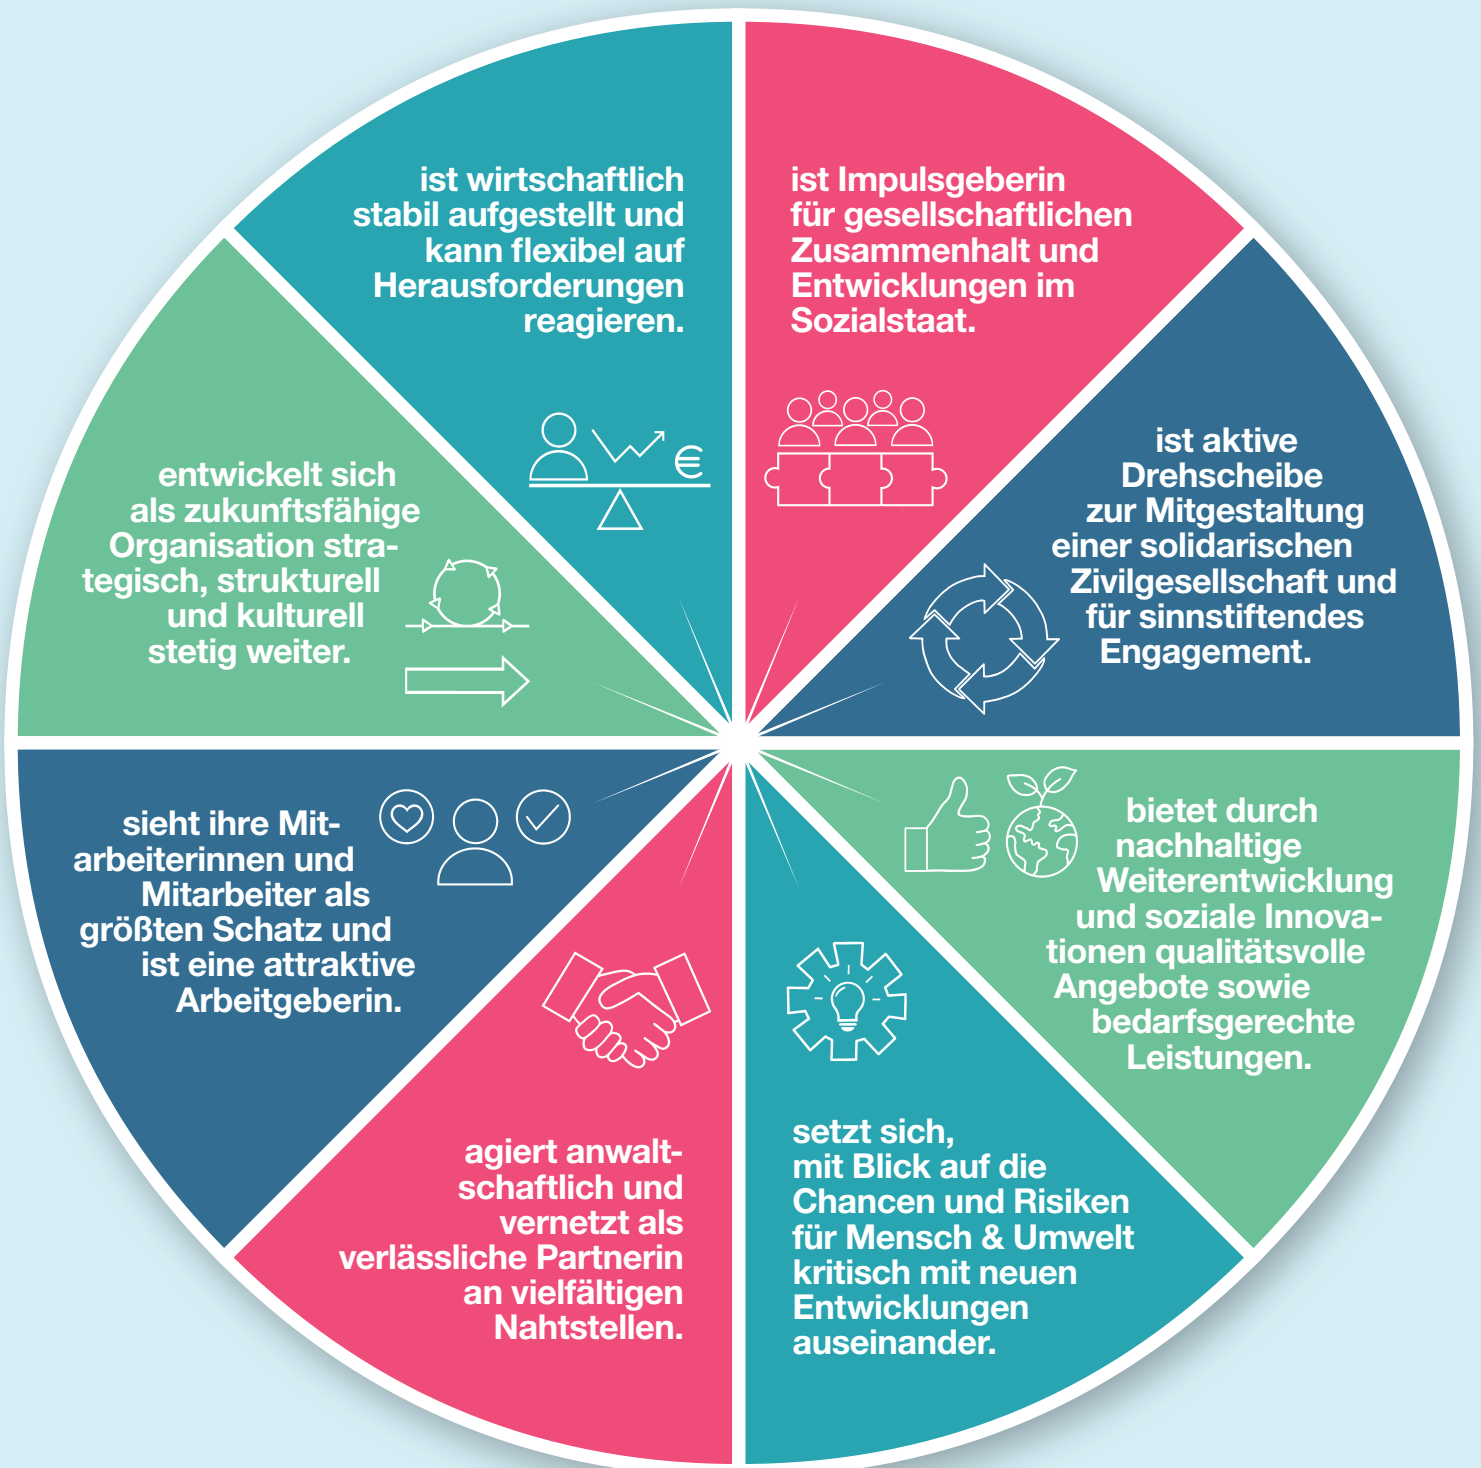 ist Impulsgeberin
für gesellschaftlichen
Zusammenhalt und
Entwicklungen im
Sozialstaat.
ist aktive
Drehscheibe
zur Mitgestaltung
einer solidarischen
Zivilgesellschaft und
für sinnstiftendes
Engagement.
bietet durch
nachhaltige
Weiterentwicklung
und soziale Innova-
tionen qualitätsvolle
Angebote sowie
bedarfsgerechte
Leistungen.
setzt sich,
mit Blick auf die
Chancen und Risiken
für Mensch & Umwelt
kritisch mit neuen
Entwicklungen
auseinander.
agiert anwalt-
schaftlich und
vernetzt als
verlässliche Partnerin
an vielfältigen
Nahtstellen.
sieht ihre Mit-
arbeiterinnen und
Mitarbeiter als
größten Schatz und
ist eine attraktive
Arbeitgeberin.
entwickelt sich
als zukunftsfähige
Organisation stra-
tegisch, strukturell
und kulturell
stetig weiter.
ist wirtschaftlich
stabil aufgestellt und
kann flexibel auf
Herausforderungen
reagieren.
€